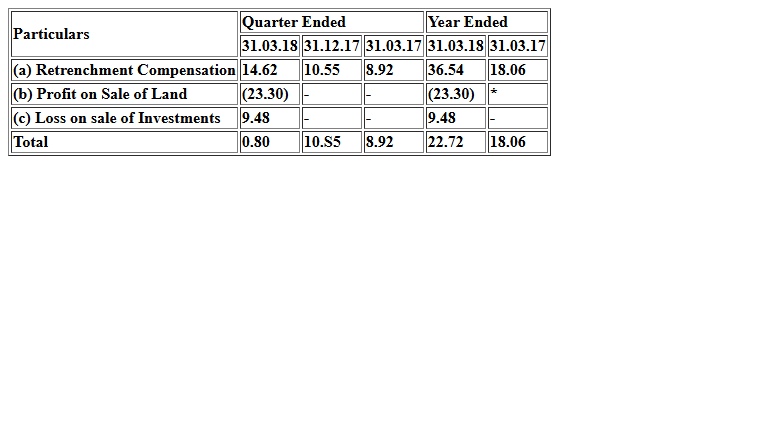 Particulars Quarter Ended Year Ended
31.03.18 31.12.17 31.03.17 31.03.18 31.03.17
(a) Retrenchment Compensation 14.62 10.55 8.92 36.54 18.06
(b) Profit on Sale of Land (23.30) - - (23.30) *
(c) Loss on sale of Investments 9.48 - - 9.48 -
Total 0.80 10.S5 8.92 22.72 18.06